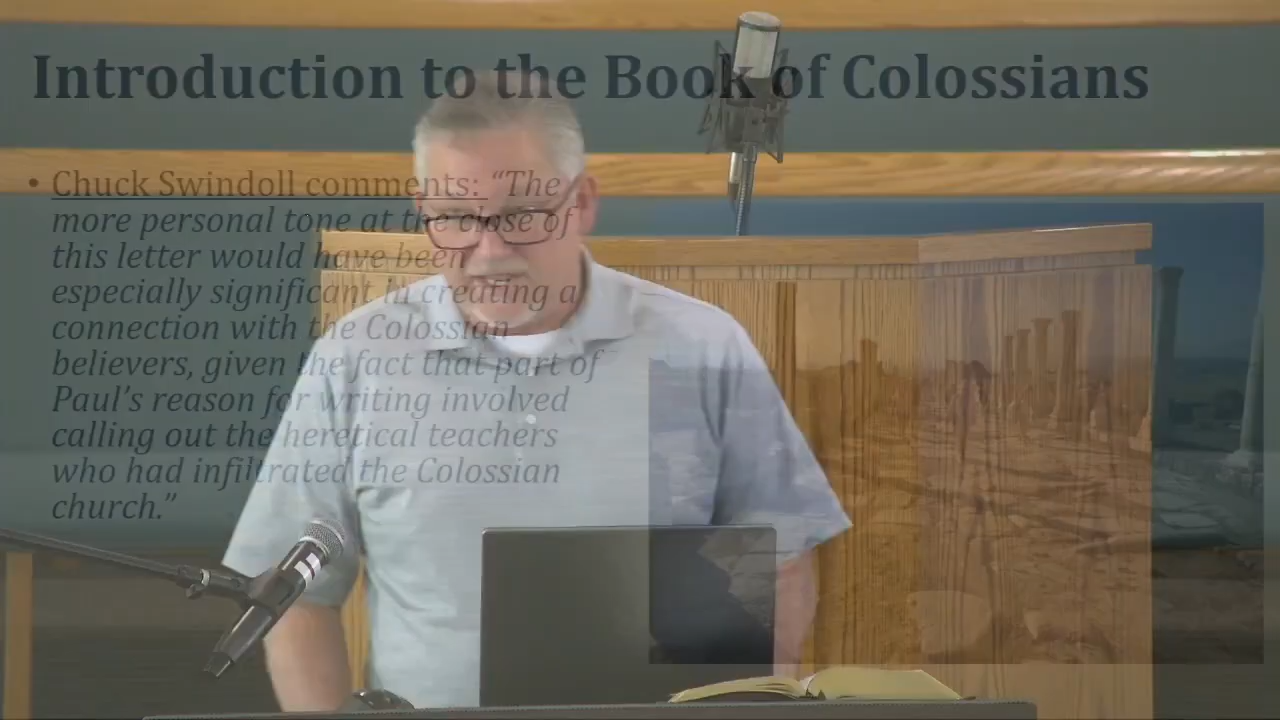 Introduction to the Book of Colossians
• Chuck Swindoll comments: “The
more personal tone at the close of
this letter would have been
especially significant in creating a
connection with the Colossian
believers, given the fact that part of
Paul’s reason for writing involved
calling out the heretical teachers
who had infiltrated the Colossian
church.”